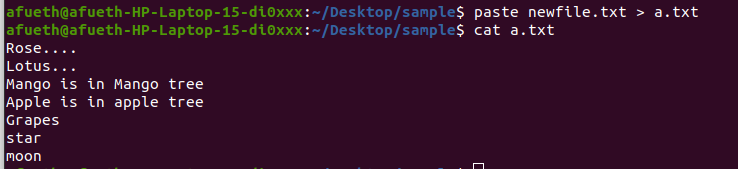 afueth@afueth-HP-Laptop-15-di0xxx:~/Desktop/sample$ paste newfile.txt > a.txt
afueth@afueth-HP-Laptop-15-di0xxx:~/Desktop/sample$ cat a.txt
Rose....
Lotus...
Mango is in Mango tree
Apple is in apple tree
Grapes
star
moon